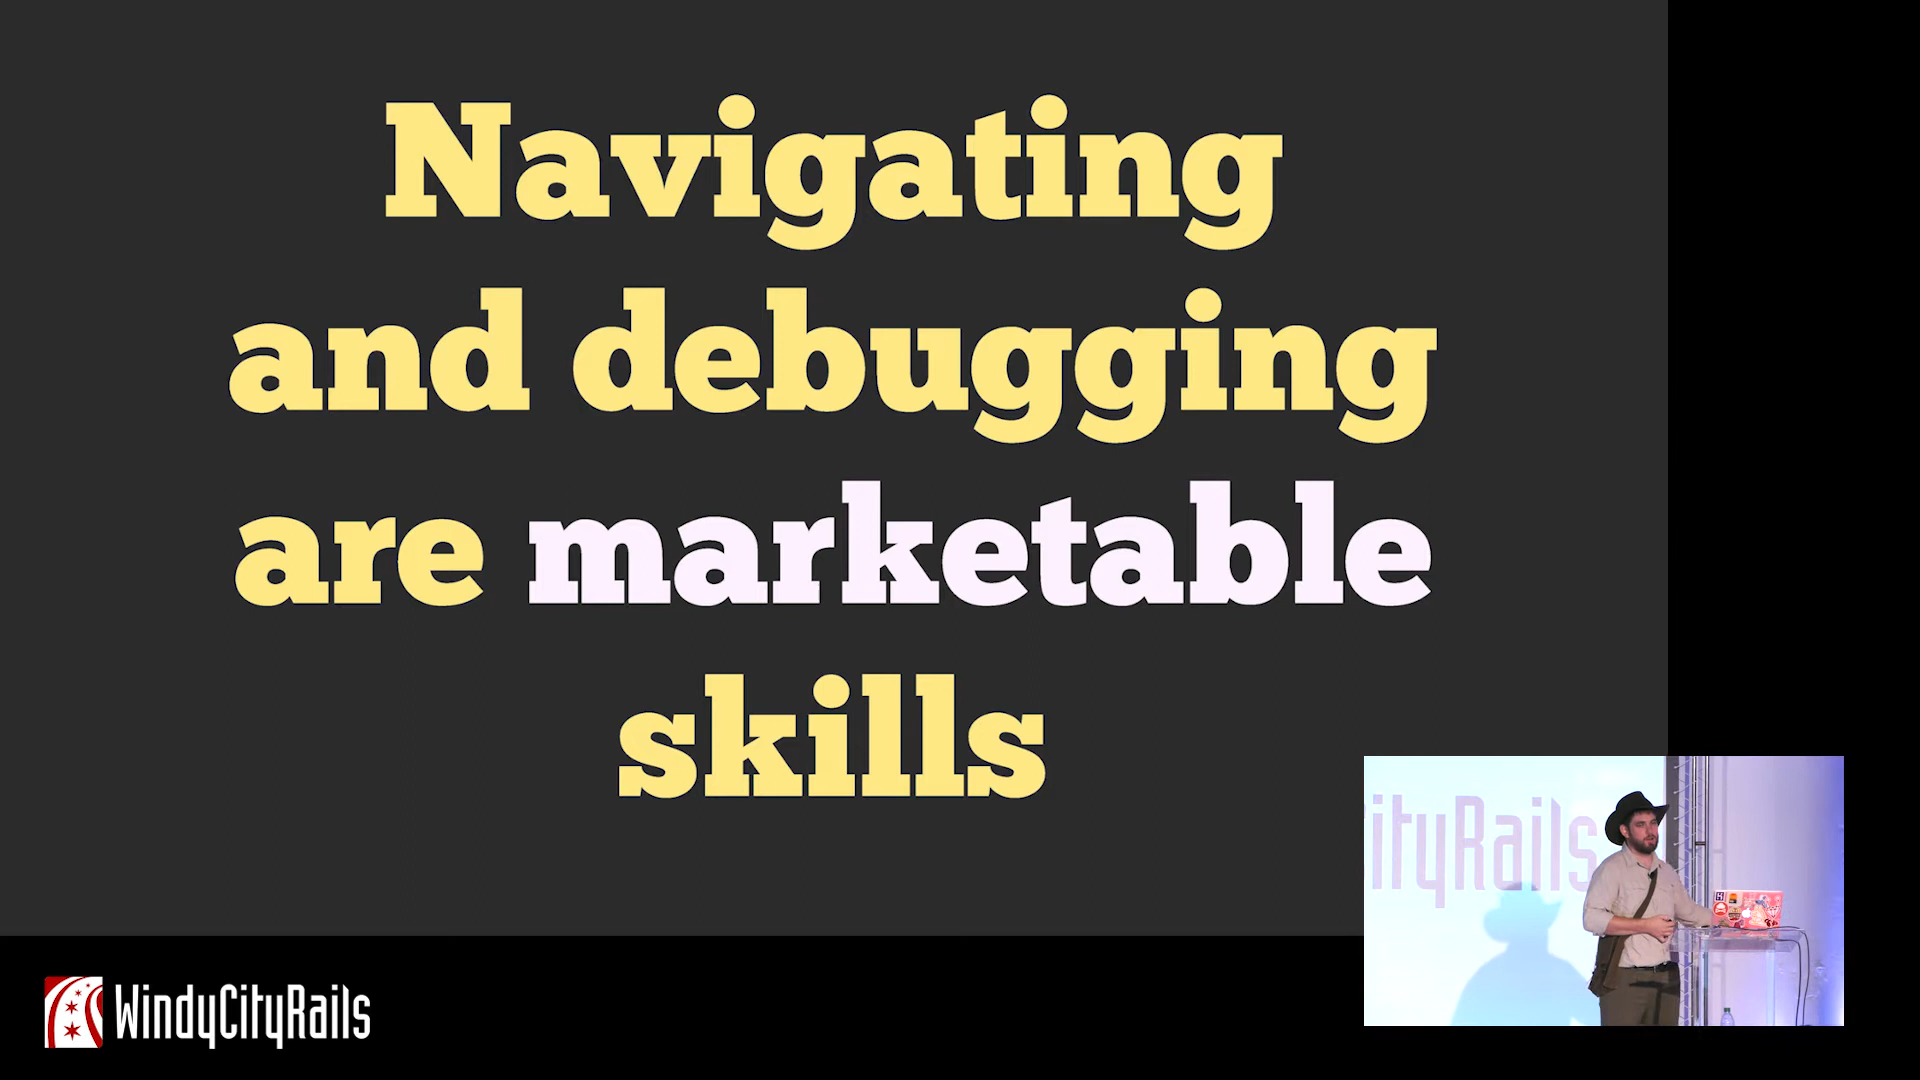 Navigating
and debugging
are marketable
skills
ityRails
WindyCityRails